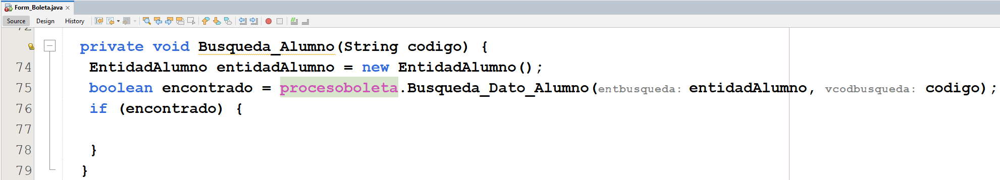 Form_Boleta.java
Source Design History
private void Busqueda_Alumno(String codigo) {
74 EntidadAlumno entidadAlumno = new EntidadAlumno();
75 boolean encontrado = procesoboleta.Busqueda_Dato_Alumno(entbusqueda: entidadAlumno, vcodbusqueda: codigo);
76 if (encontrado) {
77
78 }
79 }